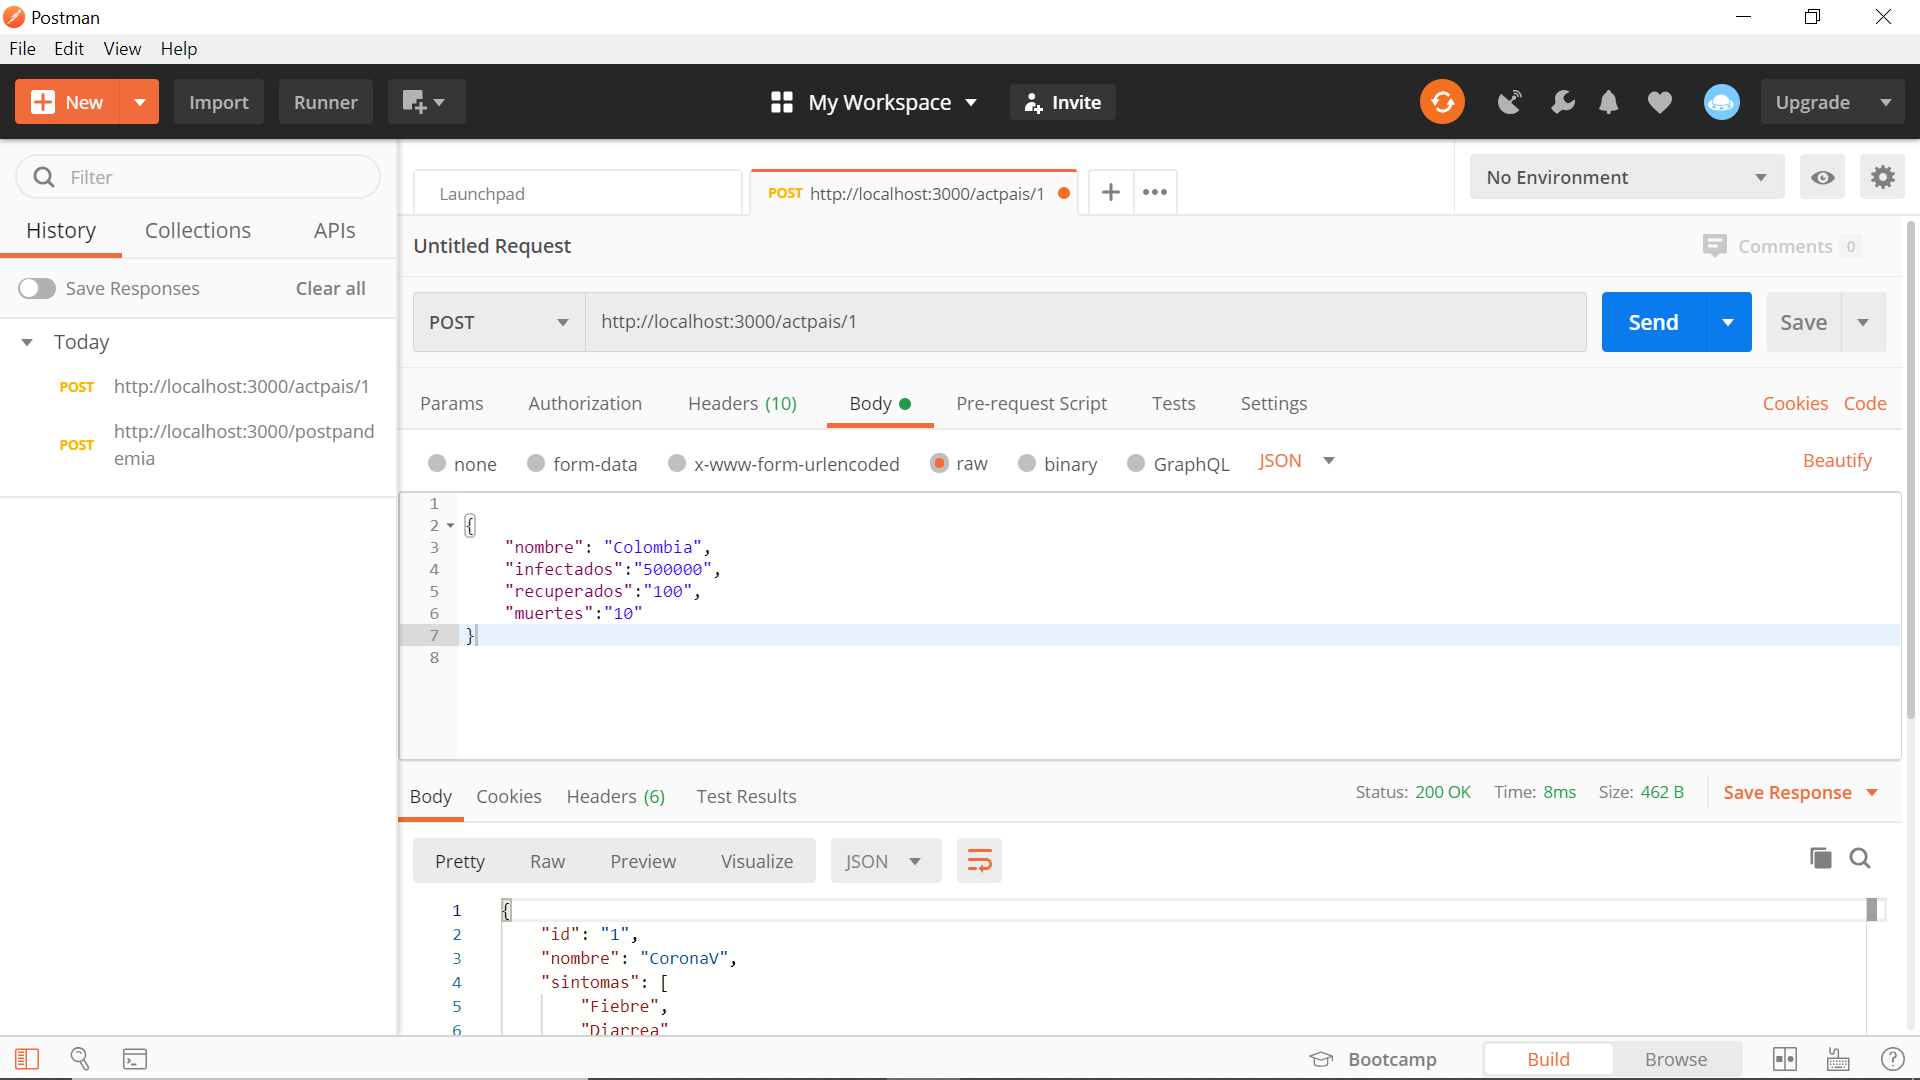 Postman
File Edit View Help
New Import Runner My Workspace Invite Upgrade
Filter
History Collections APIs
Save Responses Clear all
Today
POST http://localhost:3000/actpais/1
POST http://localhost:3000/postpand
emia
Launchpad POST http://localhost:3000/actpais/1 No Environment
Untitled Request Comments 0
POST http://localhost:3000/actpais/1 Send Save
Params Authorization Headers (10) Body Pre-request Script Tests Settings Cookies Code
none form-data x-www-form-urlencoded raw binary GraphQL JSON Beautify
1
2 {
3 "nombre": "Colombia",
4 "infectados":"500000",
5 "recuperados":"100",
6 "muertes":"10"
7 }
8
Body Cookies Headers (6) Test Results Status: 200 OK Time: 8ms Size: 462 B Save Response
Pretty Raw Preview Visualize JSON
1 {
2 "id": "1",
3 "nombre": "CoronaV",
4 "sintomas": [
5 "Fiebre",
6 "Diarrea"
Bootcamp Build Browse